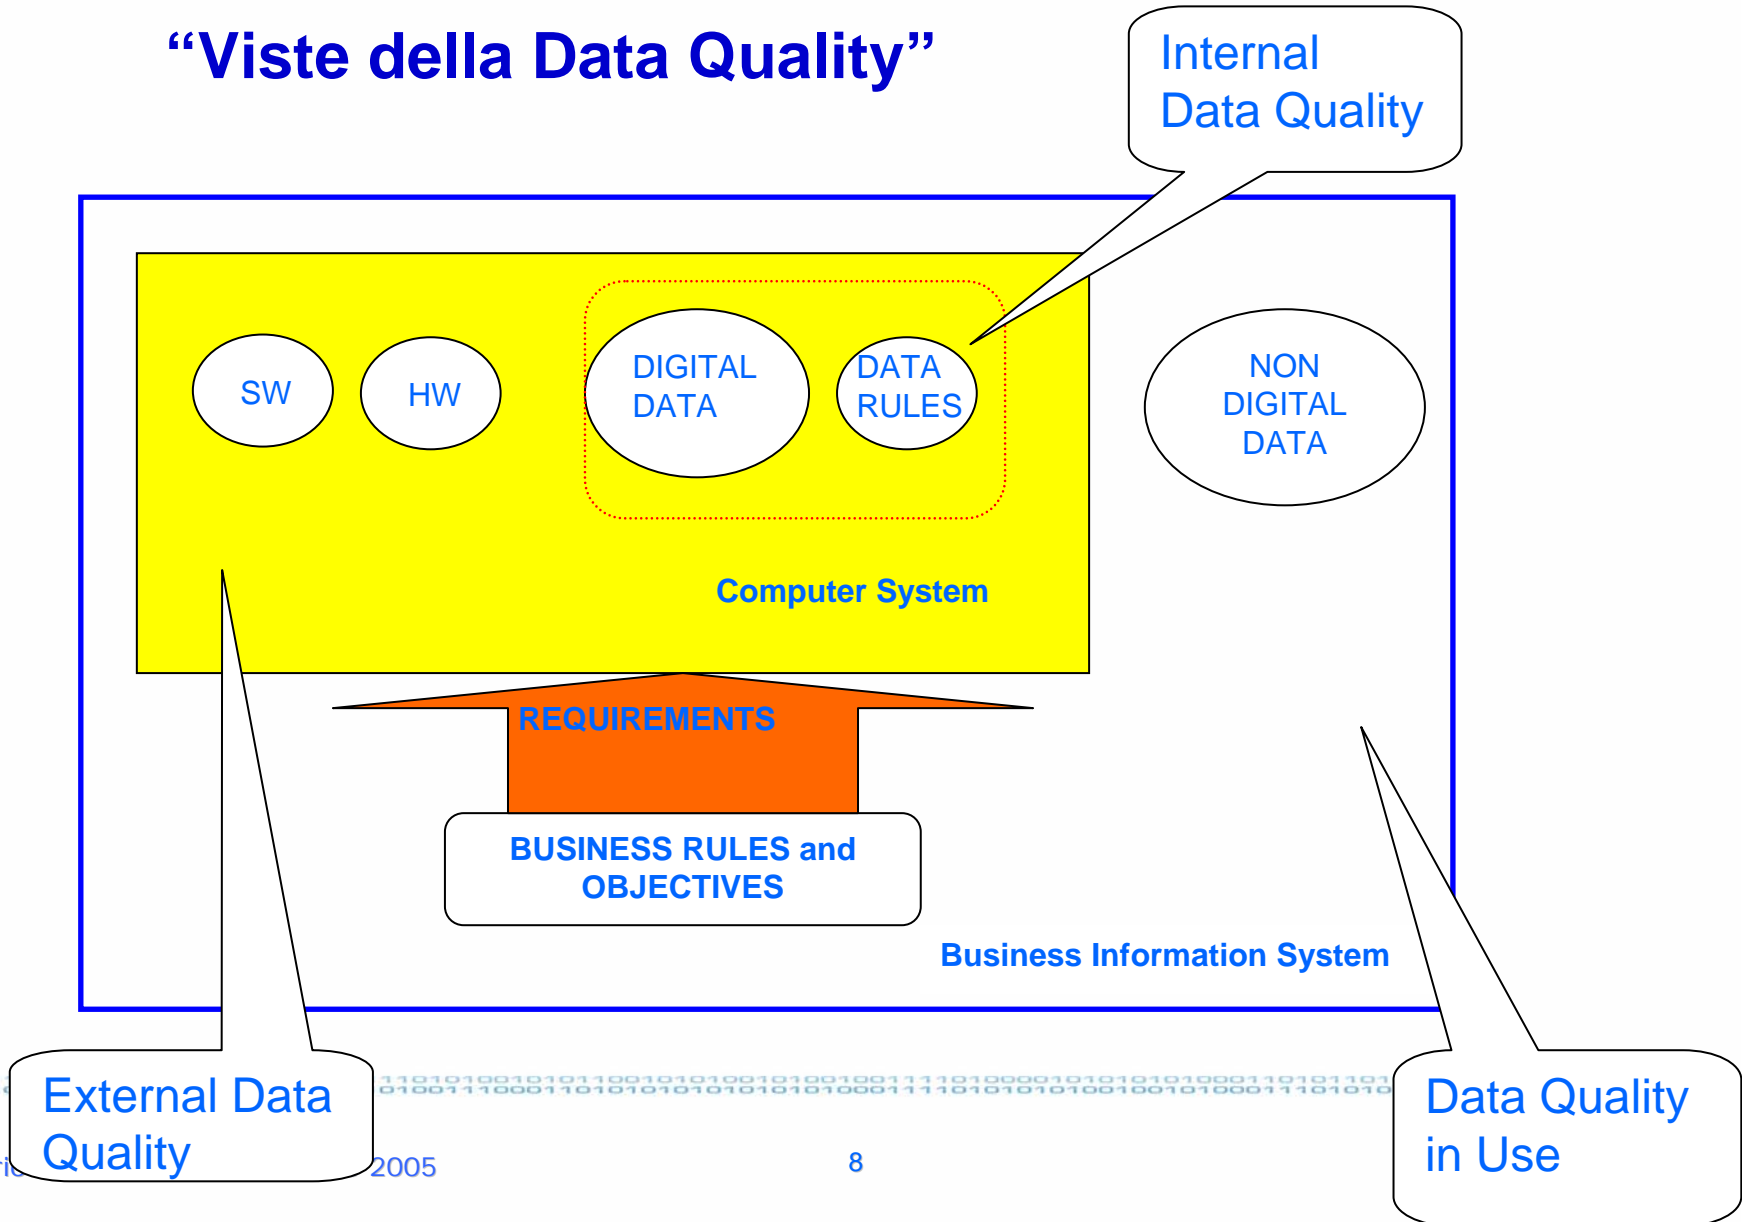 “Viste della Data Quality”
Internal
Data Quality
SW
HW
DIGITAL
DATA
DATA
RULES
NON
DIGITAL
DATA
Computer System
REQUIREMENTS
BUSINESS RULES and
OBJECTIVES
Business Information System
External Data
Quality
Data Quality
in Use
2005
8